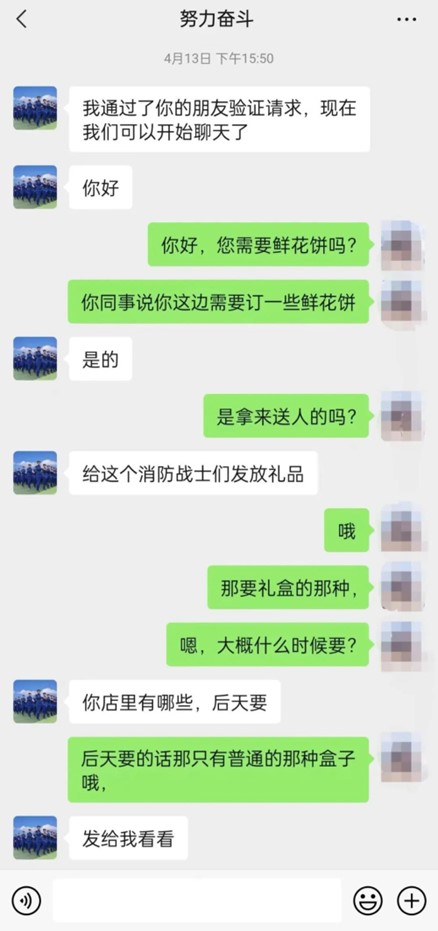 努力奋斗
4月13日 下午15:50
我通过了你的朋友验证请求，现在
我们可以开始聊天了
你好
你好，您需要鲜花饼吗？
你同事说你这边需要订一些鲜花饼
是的
是拿来送人的吗？
给这个消防战士们发放礼品
哦
那要礼盒的那种，
嗯，大概什么时候要？
你店里有哪些，后天要
后天要的话那只有普通的那种盒子
哦，
发给我看看